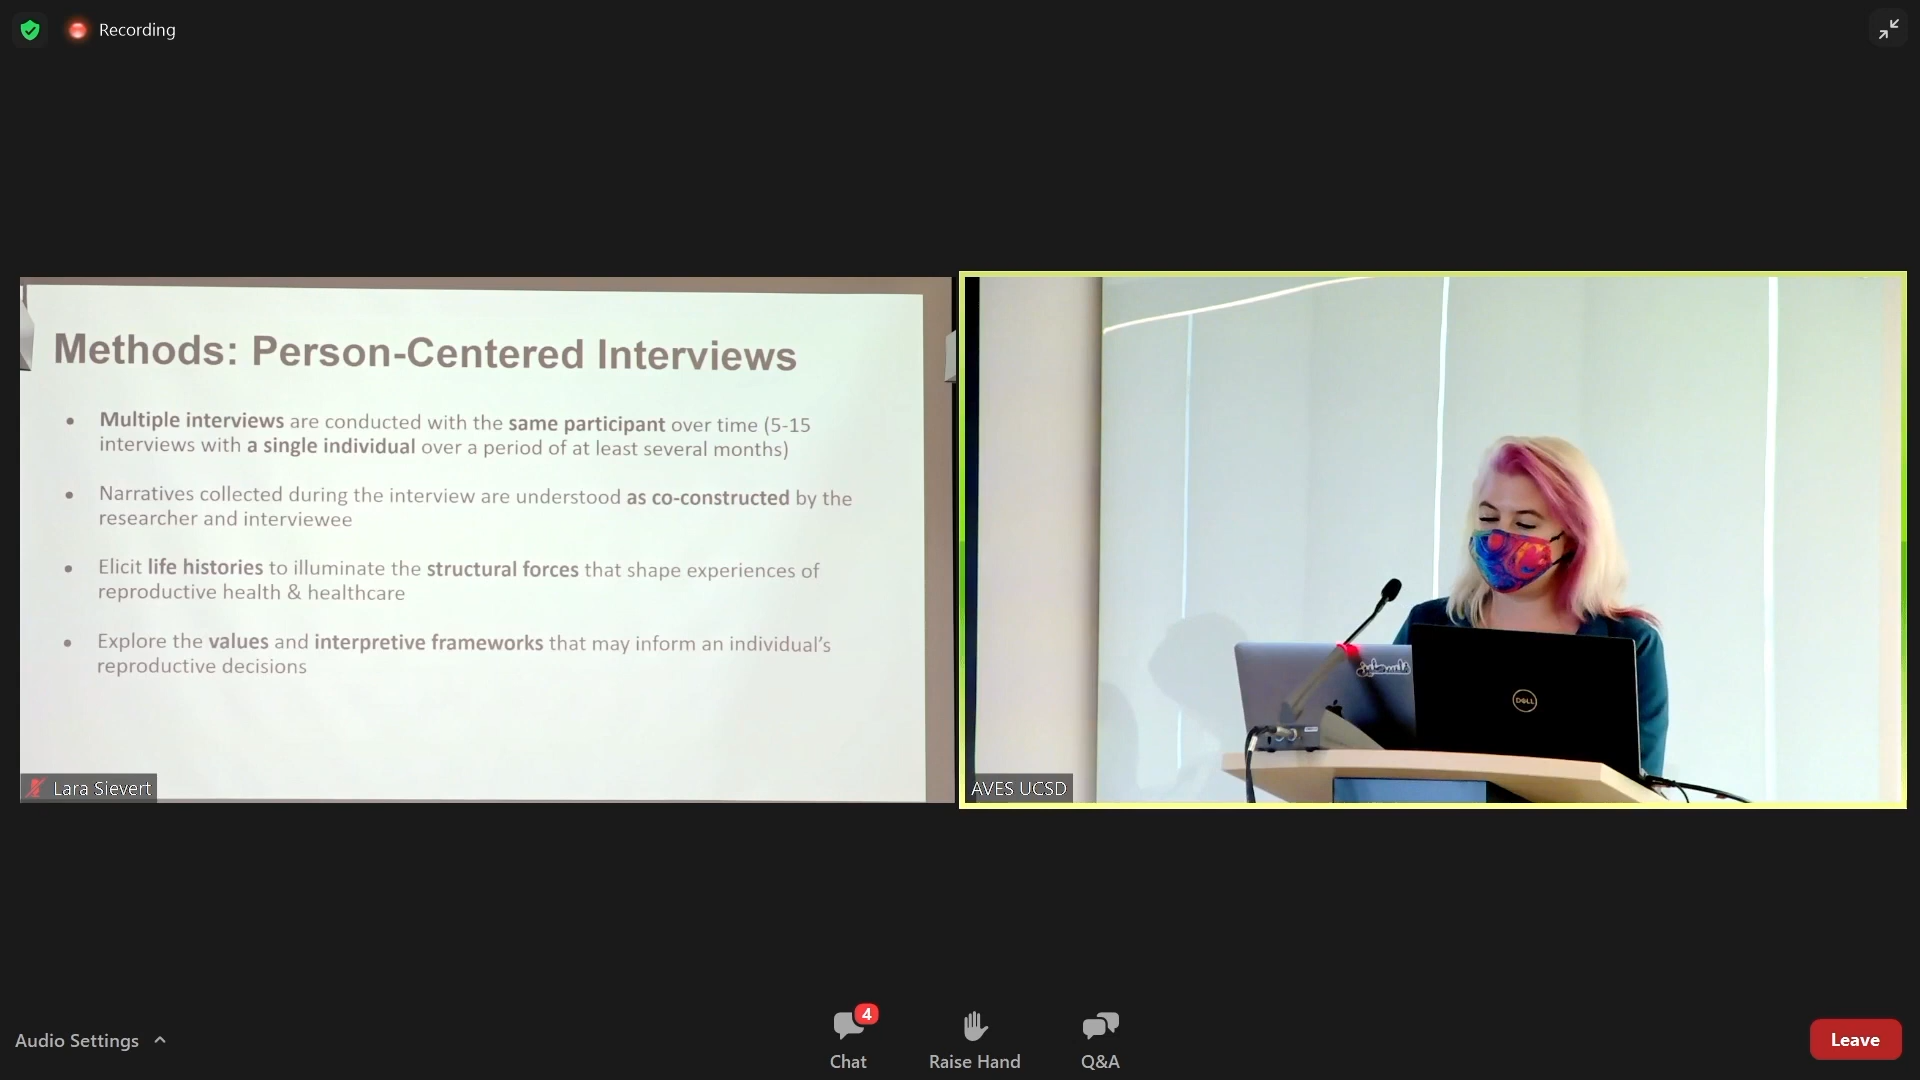 Recording
Methods: Person-Centered Interviews
• Multiple interviews are conducted with the same participant over time (5-15
interviews with a single individual over a period of at least several months)
• Narratives collected during the interview are understood as co-constructed by the
researcher and interviewee
• Elicit life histories to illuminate the structural forces that shape experiences of
reproductive health & healthcare
• Explore the values and interpretive frameworks that may inform an individual's
reproductive decisions
Lara Sievert
فلسطين
DELL
AVES UCSD
Audio Settings
4
Chat
Raise Hand
Q&A
Leave